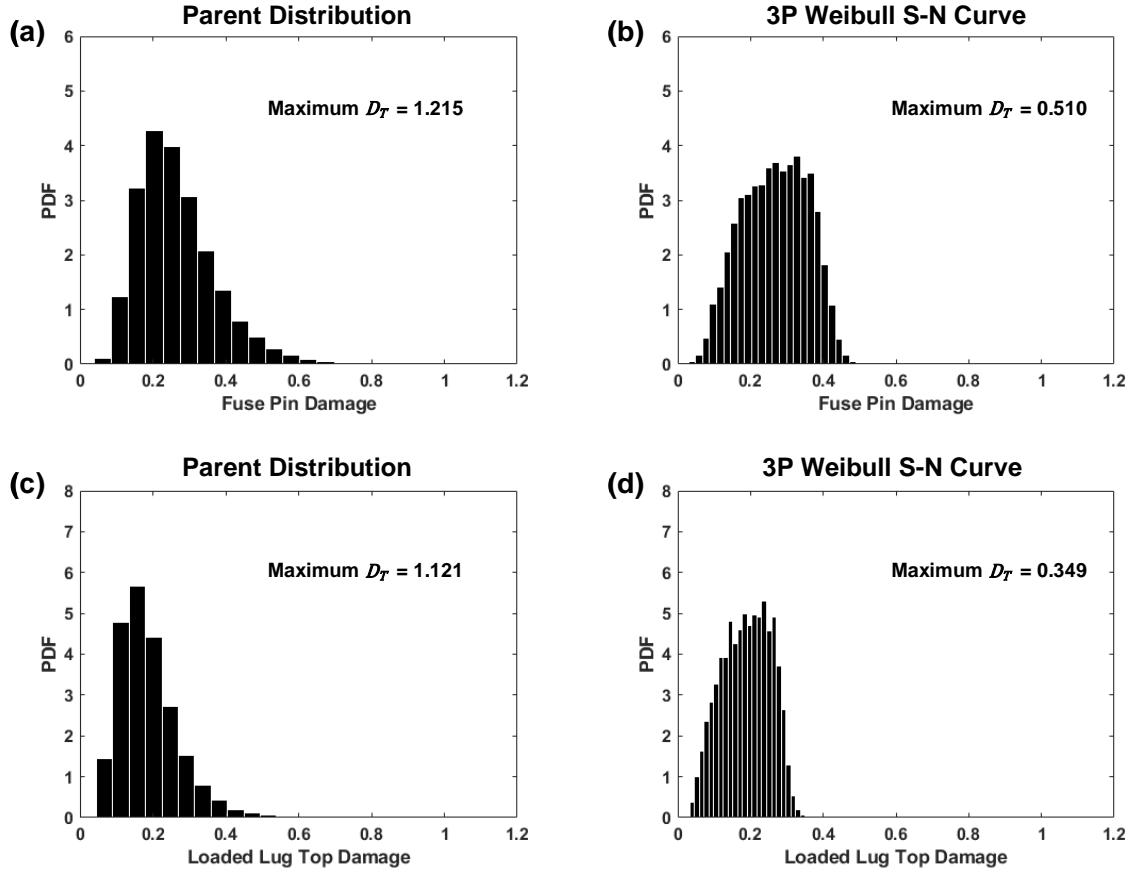 (a)
Parent Distribution
6
5
4
3
2
1
0
PDF
Maximum D_T = 1.215
0 0.2 0.4 0.6 0.8 1 1.2
Fuse Pin Damage
(b)
3P Weibull S-N Curve
6
5
4
3
2
1
0
PDF
Maximum D_T = 0.510
0 0.2 0.4 0.6 0.8 1 1.2
Fuse Pin Damage
(c)
Parent Distribution
8
7
6
5
4
3
2
1
0
PDF
Maximum D_T = 1.121
0 0.2 0.4 0.6 0.8 1 1.2
Loaded Lug Top Damage
(d)
3P Weibull S-N Curve
8
7
6
5
4
3
2
1
0
PDF
Maximum D_T = 0.349
0 0.2 0.4 0.6 0.8 1 1.2
Loaded Lug Top Damage